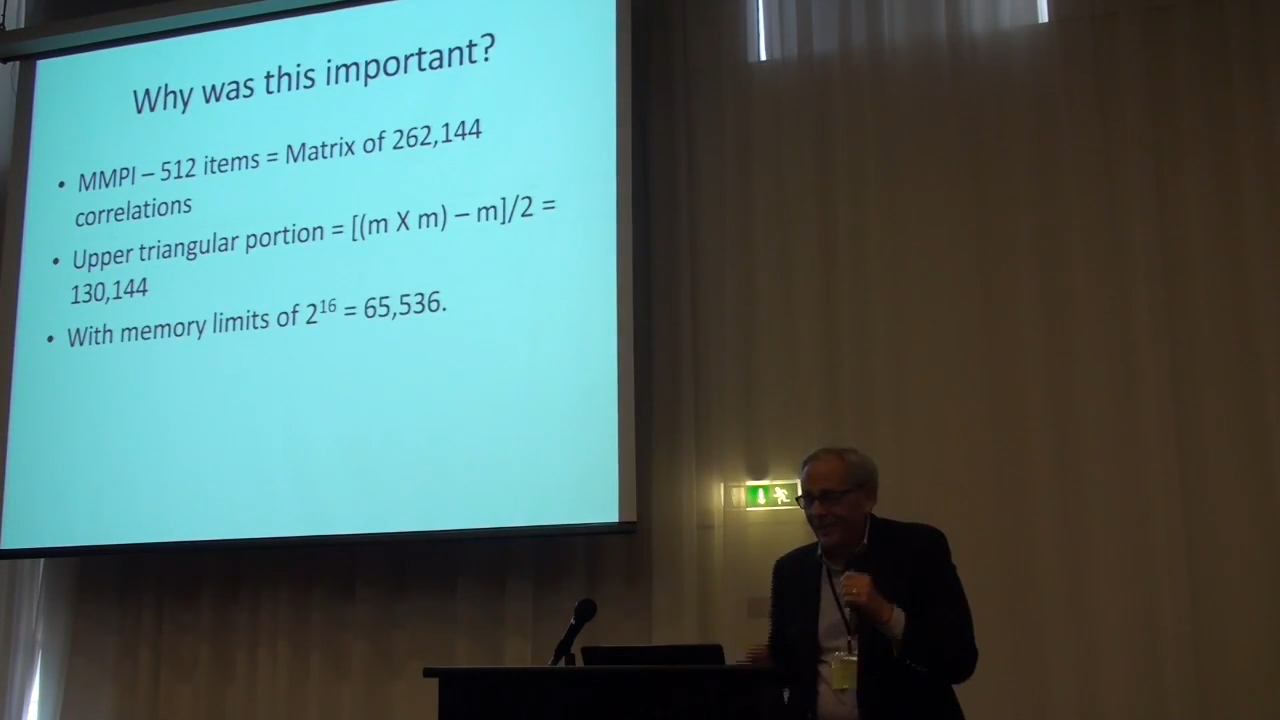 Why was this important?
• MMPI – 512 items = Matrix of 262,144
correlations
• Upper triangular portion = [(m X m) – m]/2 =
130,144
• With memory limits of 2¹⁶ = 65,536.